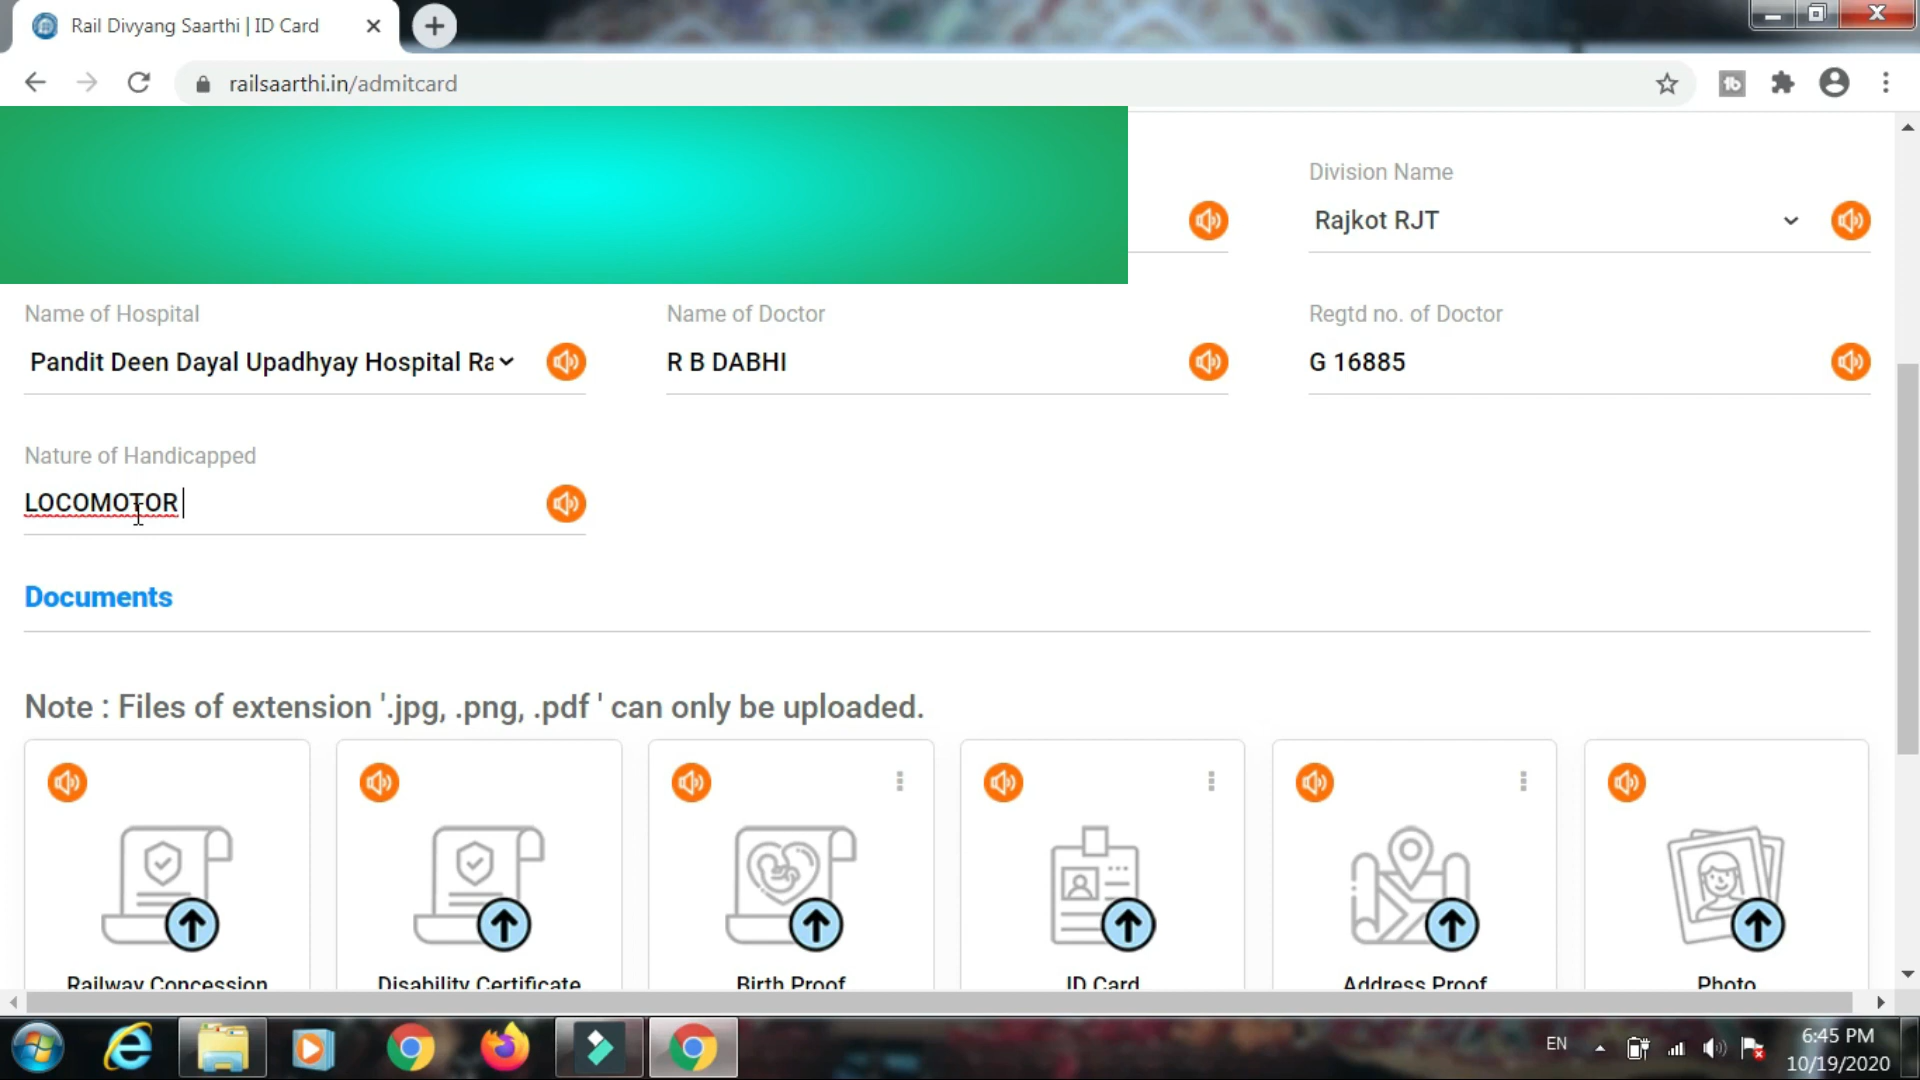 Rail Divyang Saarthi | ID Card
railsaarthi.in/admitcard
Division Name
Rajkot RJT
Name of Hospital
Name of Doctor
Regtd no. of Doctor
Pandit Deen Dayal Upadhyay Hospital Ra
R B DABHI
G 16885
Nature of Handicapped
LOCOMOTOR
Documents
Note : Files of extension '.jpg, .png, .pdf ' can only be uploaded.
Railway Concession
Disability Certificate
Birth Proof
ID Card
Address Proof
Photo
EN
6:45 PM
10/19/2020